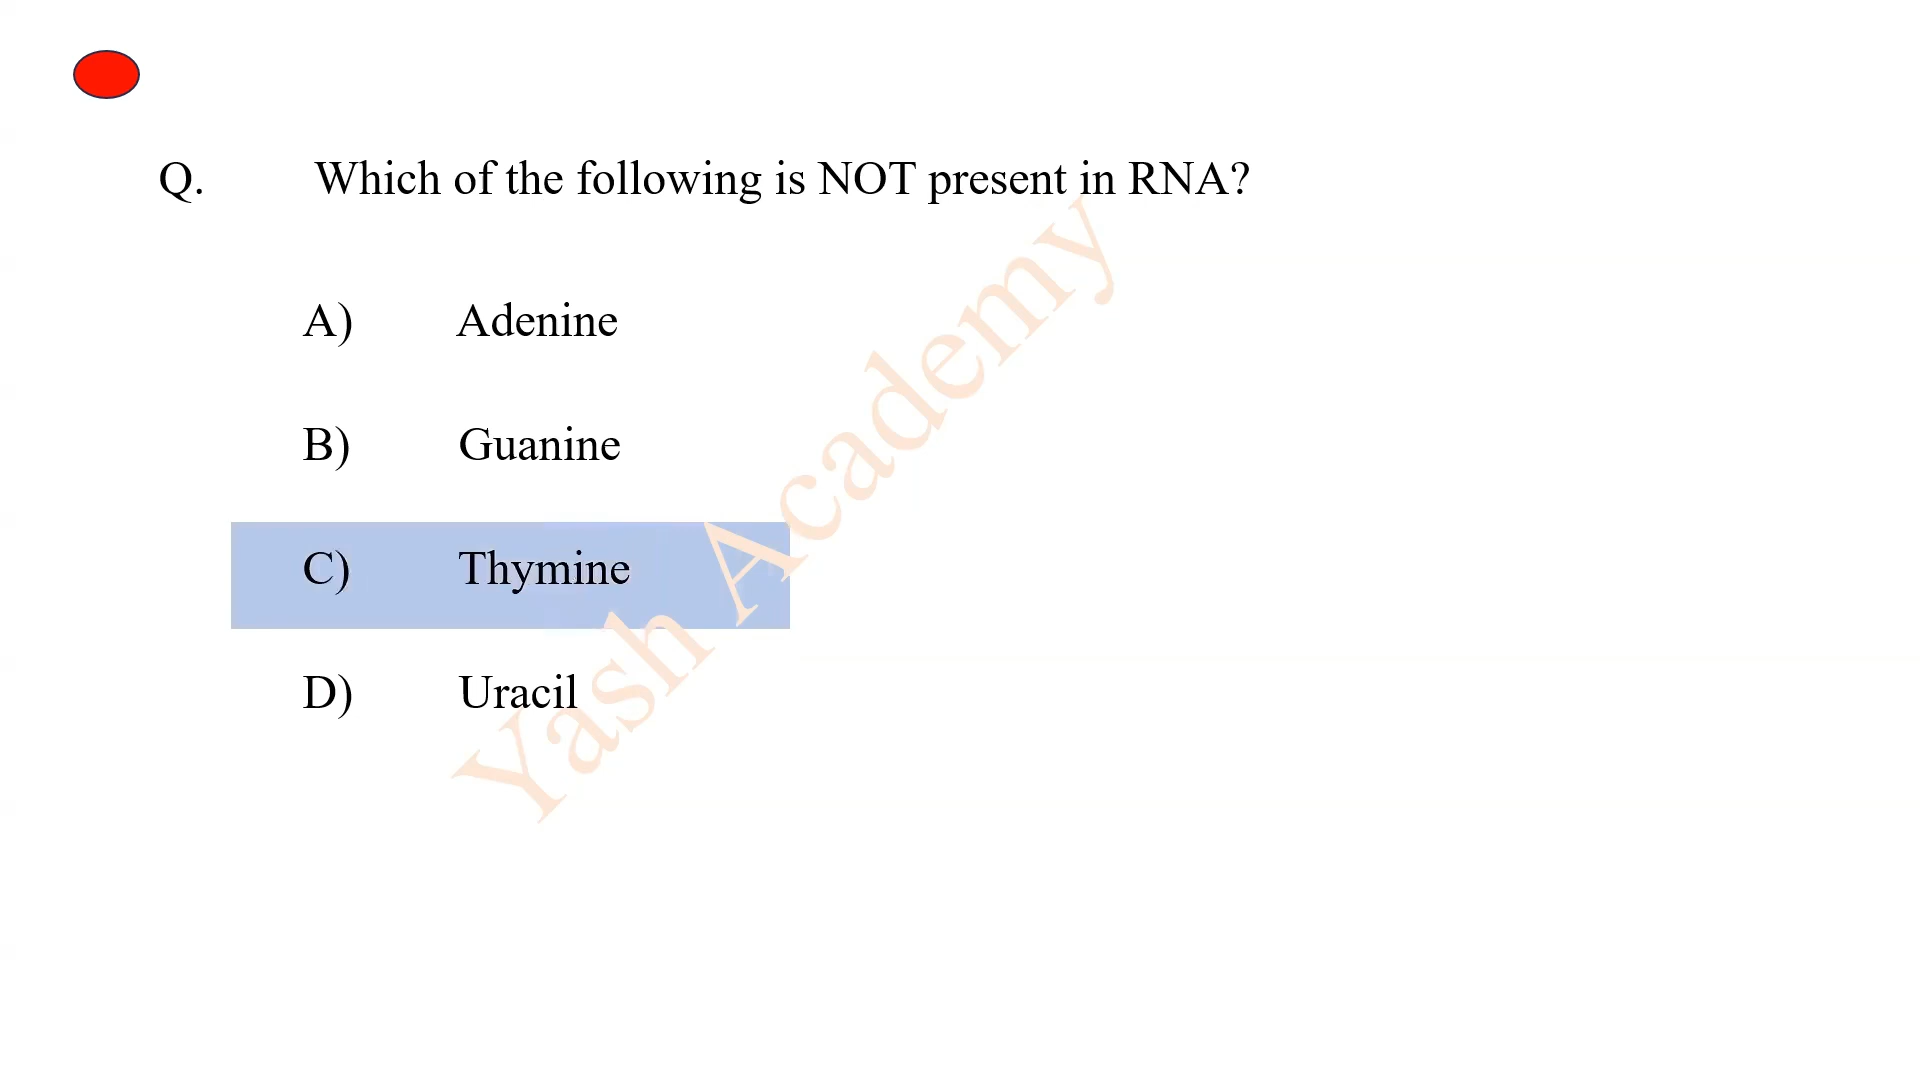 Q. Which of the following is NOT present in RNA?
A) Adenine
B) Guanine
C) Thymine
D) Uracil
Yash Academy